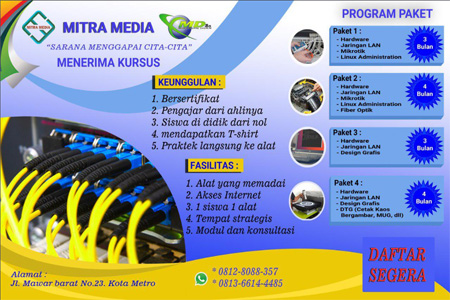 MITRA MEDIA
"SARANA MENGGAPAI CITA-CITA"
MENERIMA KURSUS
KEUNGGULAN :
1. Bersertifikat
2. Pengajar dari ahlinya
3. Siswa di didik dari nol
4. mendapatkan T-shirt
5. Praktek langsung ke alat
FASILITAS :
1. Alat yang memadai
2. Akses Internet
3. 1 siswa 1 alat
4. Tempat strategis
5. Modul dan konsultasi
PROGRAM PAKET
Paket 1 :
- Hardware
- Jaringan LAN
- Mikrotik
- Linux Administration
3
Bulan
Paket 2 :
- Hardware
- Jaringan LAN
- Mikrotik
- Linux Administration
- Fiber Optik
4
Bulan
Paket 3 :
- Hardware
- Jaringan LAN
- Design Grafis
3
Bulan
Paket 4 :
- Hardware
- Jaringan LAN
- Design Grafis
- DTG (Cetak Kaos
Bergambar, MUG, dll)
4
Bulan
DAFTAR
SEGERA
Alamat :
Jl. Mawar barat No.23. Kota Metro
* 0812-8088-357
* 0813-6614-4485